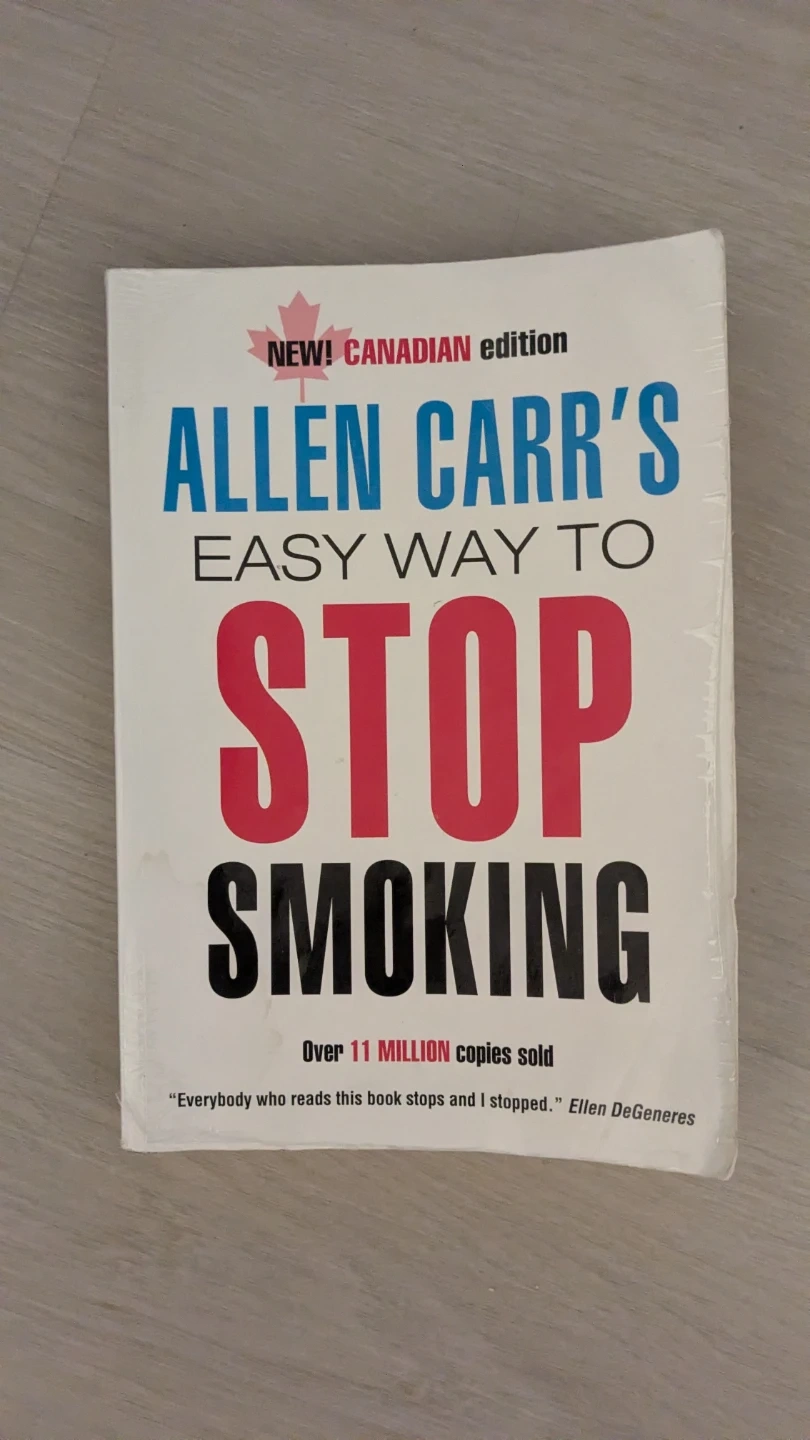 NEW! CANADIAN edition
ALLEN CARR'S
EASY WAY TO
STOP
SMOKING
Over 11 MILLION copies sold
“Everybody who reads this book stops and I stopped.” Ellen DeGeneres